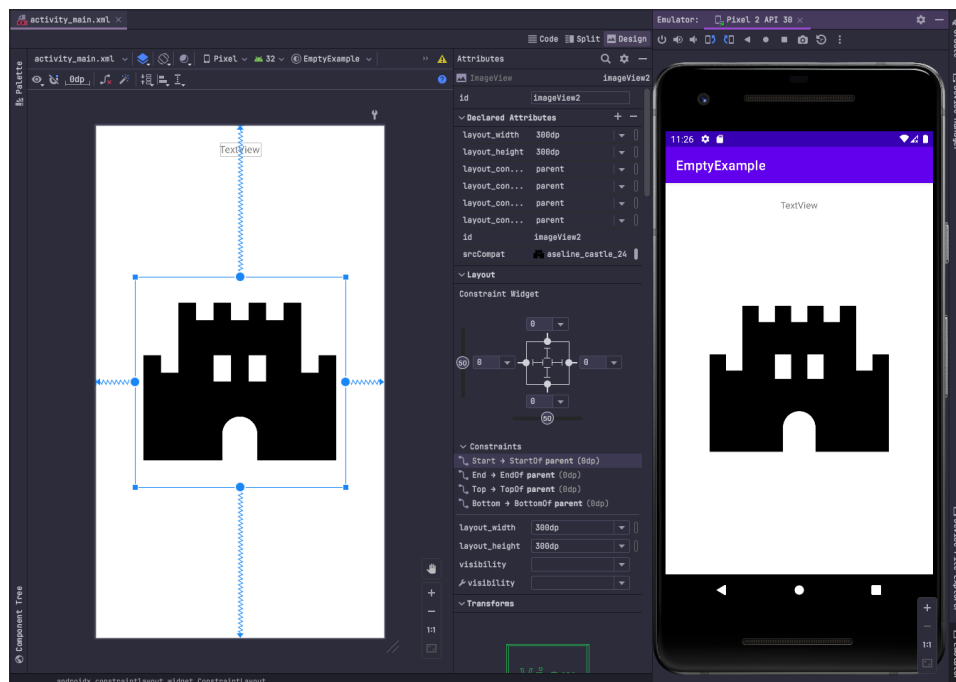 activity_main.xml
Emulator: Pixel 2 API 30
Code Split Design
activity_main.xml Pixel 32 EmptyExample
0dp
Palette
Component Tree
TextView
1:1
androidx.constraintlayout.widget.ConstraintLayout
Attributes
ImageView imageView2
id imageView2
Declared Attributes
layout_width 300dp
layout_height 300dp
layout_con... parent
layout_con... parent
layout_con... parent
layout_con... parent
id imageView2
srcCompat aseline_castle_24
Layout
Constraint Widget
0
50 0 0
0
50
Constraints
Start → StartOf parent (0dp)
End → EndOf parent (0dp)
Top → TopOf parent (0dp)
Bottom → BottomOf parent (0dp)
layout_width 300dp
layout_height 300dp
visibility
visibility
Transforms
11:26
EmptyExample
TextView
1:1